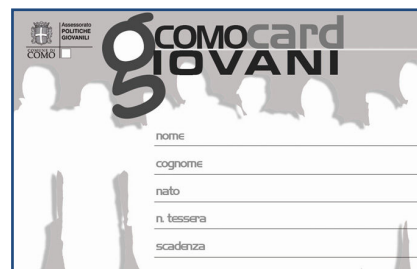 Assessorato
POLITICHE
GIOVANILI
COMUNE DI
COMO
COMOcard
GIOVANI
nome
cognome
nato
n. tessera
scadenza